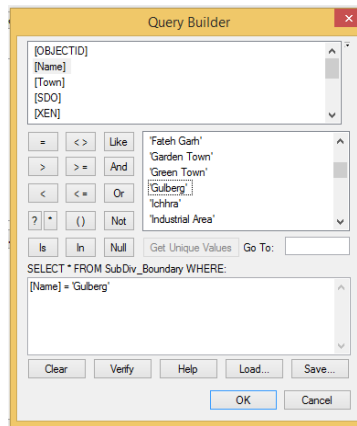 Query Builder
[OBJECTID]
[Name]
[Town]
[SDO]
[XEN]
= <> Like
> >= And
< <= Or
? * () Not
Is In Null
'Fateh Garh'
'Garden Town'
'Green Town'
'Gulberg'
'Ichhra'
'Industrial Area'
Get Unique Values Go To:
SELECT * FROM SubDiv_Boundary WHERE:
[Name] = 'Gulberg'
Clear Verify Help Load... Save...
OK Cancel